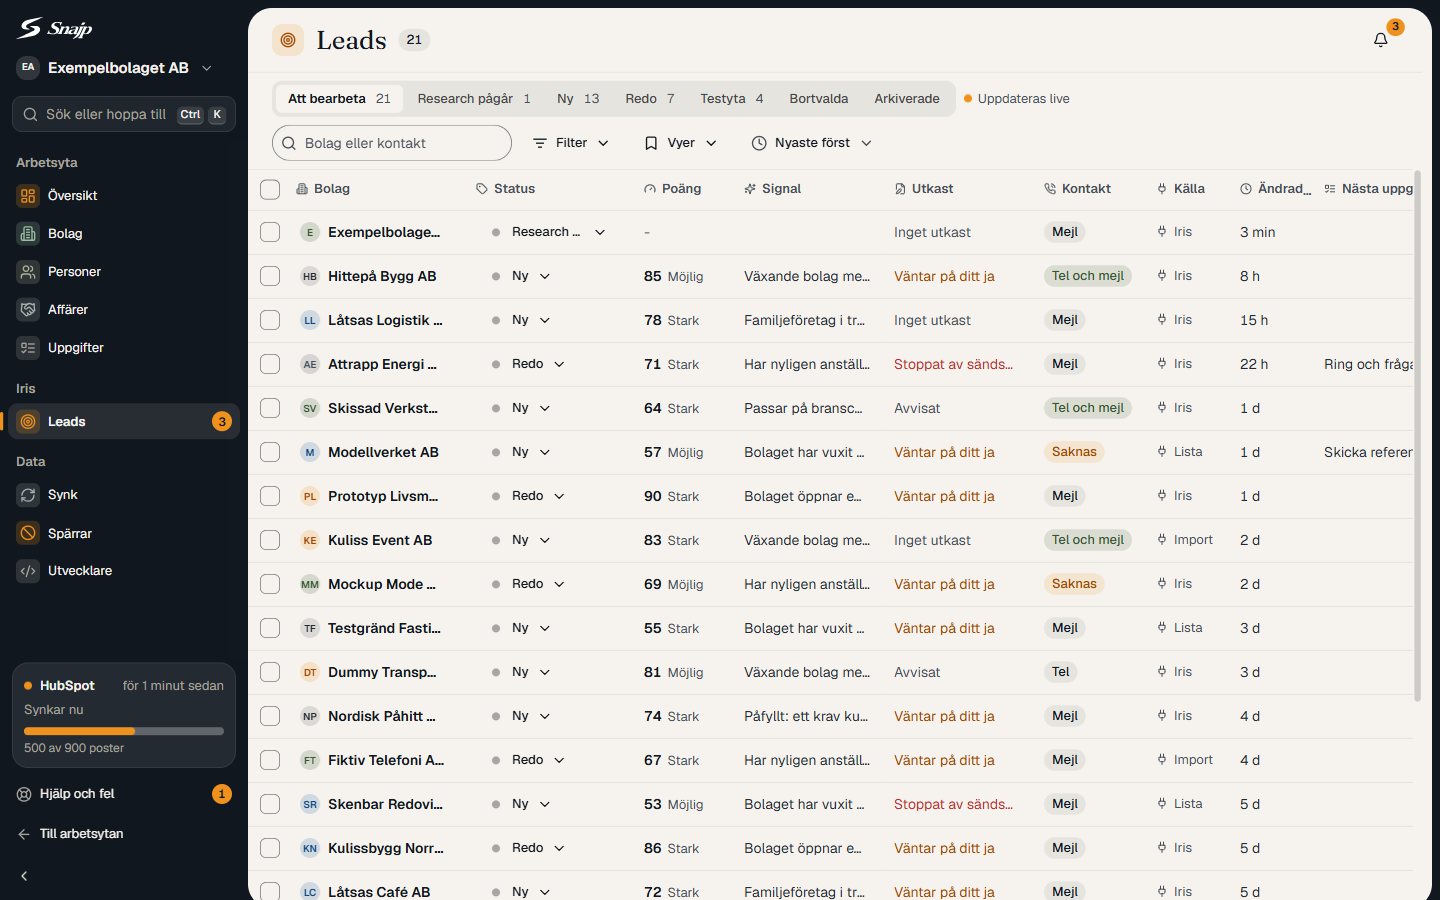 Snajp
EA Exempelbolaget AB
Sök eller hoppa till Ctrl K
Arbetsyta
Översikt
Bolag
Personer
Affärer
Uppgifter
Iris
Leads 3
Data
Synk
Spärrar
Utvecklare
HubSpot för 1 minut sedan
Synkar nu
500 av 900 poster
Hjälp och fel 1
Till arbetsytan
Leads 21
3
Att bearbeta 21 Research pågår 1 Ny 13 Redo 7 Testyta 4 Bortvalda Arkiverade Uppdateras live
Bolag eller kontakt Filter Vyer Nyaste först
Bolag Status Poäng Signal Utkast Kontakt Källa Ändrad... Nästa uppg
E Exempelbolage... Research ... - Inget utkast Mejl Iris 3 min
HB Hittepå Bygg AB Ny 85 Möjlig Växande bolag me... Väntar på ditt ja Tel och mejl Iris 8 h
LL Låtsas Logistik ... Ny 78 Stark Familjeföretag i tr... Inget utkast Mejl Iris 15 h
AE Attrapp Energi ... Redo 71 Stark Har nyligen anställ... Stoppat av sänds... Mejl Iris 22 h Ring och fråga
SV Skissad Verkst... Ny 64 Stark Passar på bransc... Avvisat Tel och mejl Iris 1 d
M Modellverket AB Ny 57 Möjlig Bolaget har vuxit ... Väntar på ditt ja Saknas Lista 1 d Skicka referen
PL Prototyp Livsm... Redo 90 Stark Bolaget öppnar e... Väntar på ditt ja Mejl Iris 1 d
KE Kuliss Event AB Ny 83 Stark Växande bolag me... Inget utkast Tel och mejl Import 2 d
MM Mockup Mode ... Redo 69 Möjlig Har nyligen anställ... Väntar på ditt ja Saknas Iris 2 d
TF Testgränd Fasti... Ny 55 Stark Bolaget har vuxit ... Väntar på ditt ja Mejl Lista 3 d
DT Dummy Transp... Ny 81 Möjlig Växande bolag me... Avvisat Tel Iris 3 d
NP Nordisk Påhitt ... Ny 74 Stark Påfyllt: ett krav ku... Väntar på ditt ja Mejl Iris 4 d
FT Fiktiv Telefoni A... Redo 67 Stark Har nyligen anställ... Väntar på ditt ja Mejl Import 4 d
SR Skenbar Redovi... Ny 53 Möjlig Bolaget har vuxit ... Stoppat av sänds... Mejl Lista 5 d
KN Kulissbygg Norr... Redo 86 Stark Bolaget öppnar e... Väntar på ditt ja Mejl Iris 5 d
LC Låtsas Café AB Ny 72 Stark Familjeföretag i tr... Väntar på ditt ja Mejl Iris 5 d